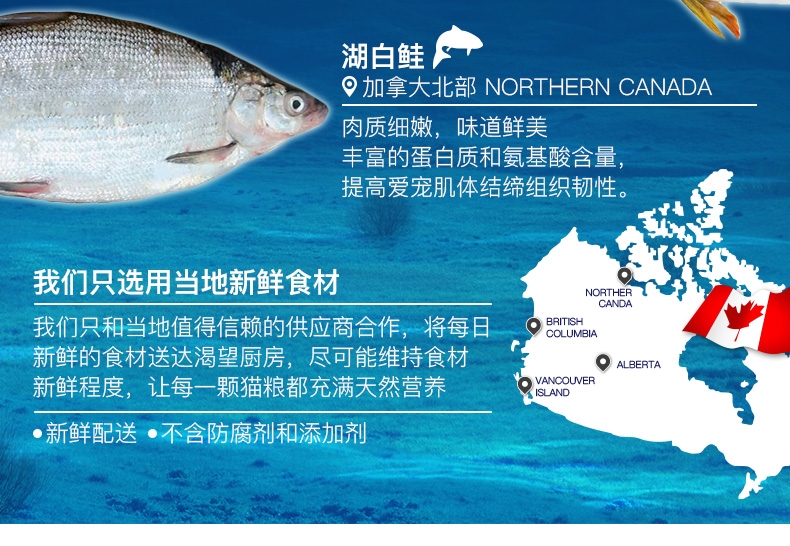 湖白鲑
加拿大北部 NORTHERN CANADA
肉质细嫩，味道鲜美
丰富的蛋白质和氨基酸含量，
提高爱宠肌体结缔组织韧性。
我们只选用当地新鲜食材
我们只和当地值得信赖的供应商合作，将每日
新鲜的食材送达渴望厨房，尽可能维持食材
新鲜程度，让每一颗猫粮都充满天然营养
•新鲜配送 •不含防腐剂和添加剂
NORTHER
CANDA
BRITISH
COLUMBIA
ALBERTA
VANCOUVER
ISLAND